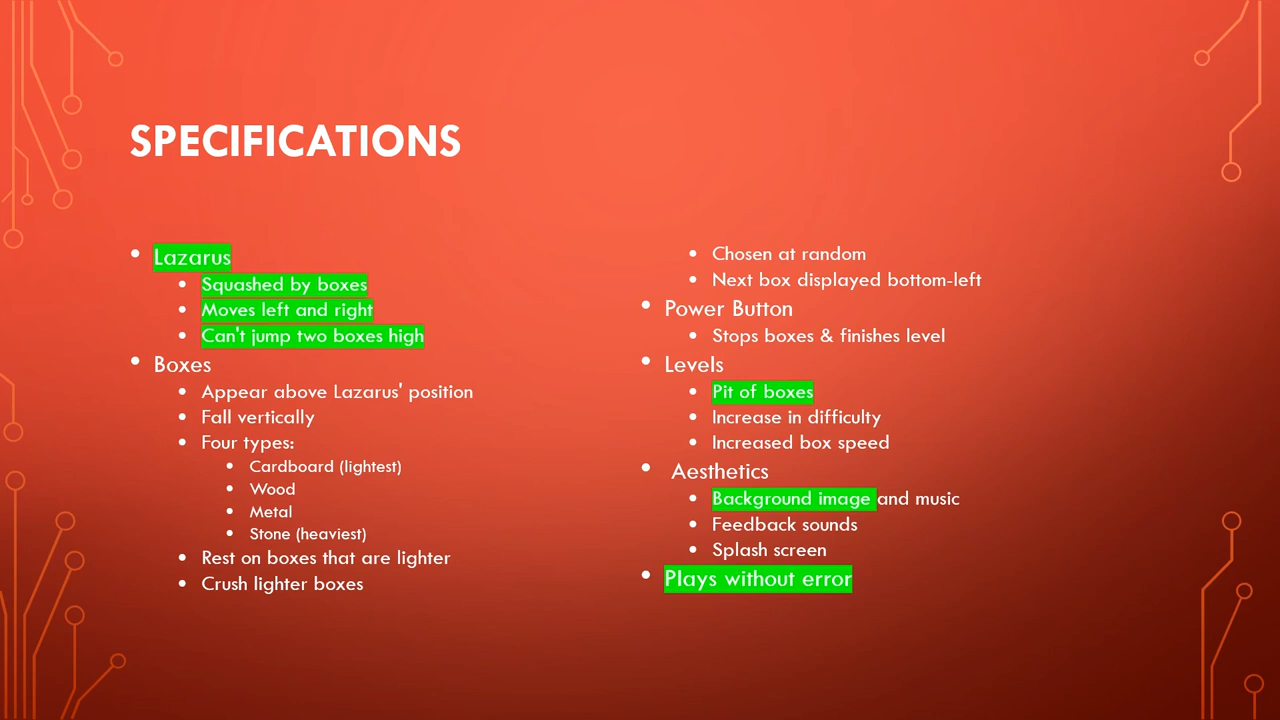 SPECIFICATIONS
• Lazarus
• Squashed by boxes
• Moves left and right
• Can't jump two boxes high
• Boxes
• Appear above Lazarus' position
• Fall vertically
• Four types:
• Cardboard (lightest)
• Wood
• Metal
• Stone (heaviest)
• Rest on boxes that are lighter
• Crush lighter boxes
• Chosen at random
• Next box displayed bottom-left
• Power Button
• Stops boxes & finishes level
• Levels
• Pit of boxes
• Increase in difficulty
• Increased box speed
• Aesthetics
• Background image and music
• Feedback sounds
• Splash screen
• Plays without error